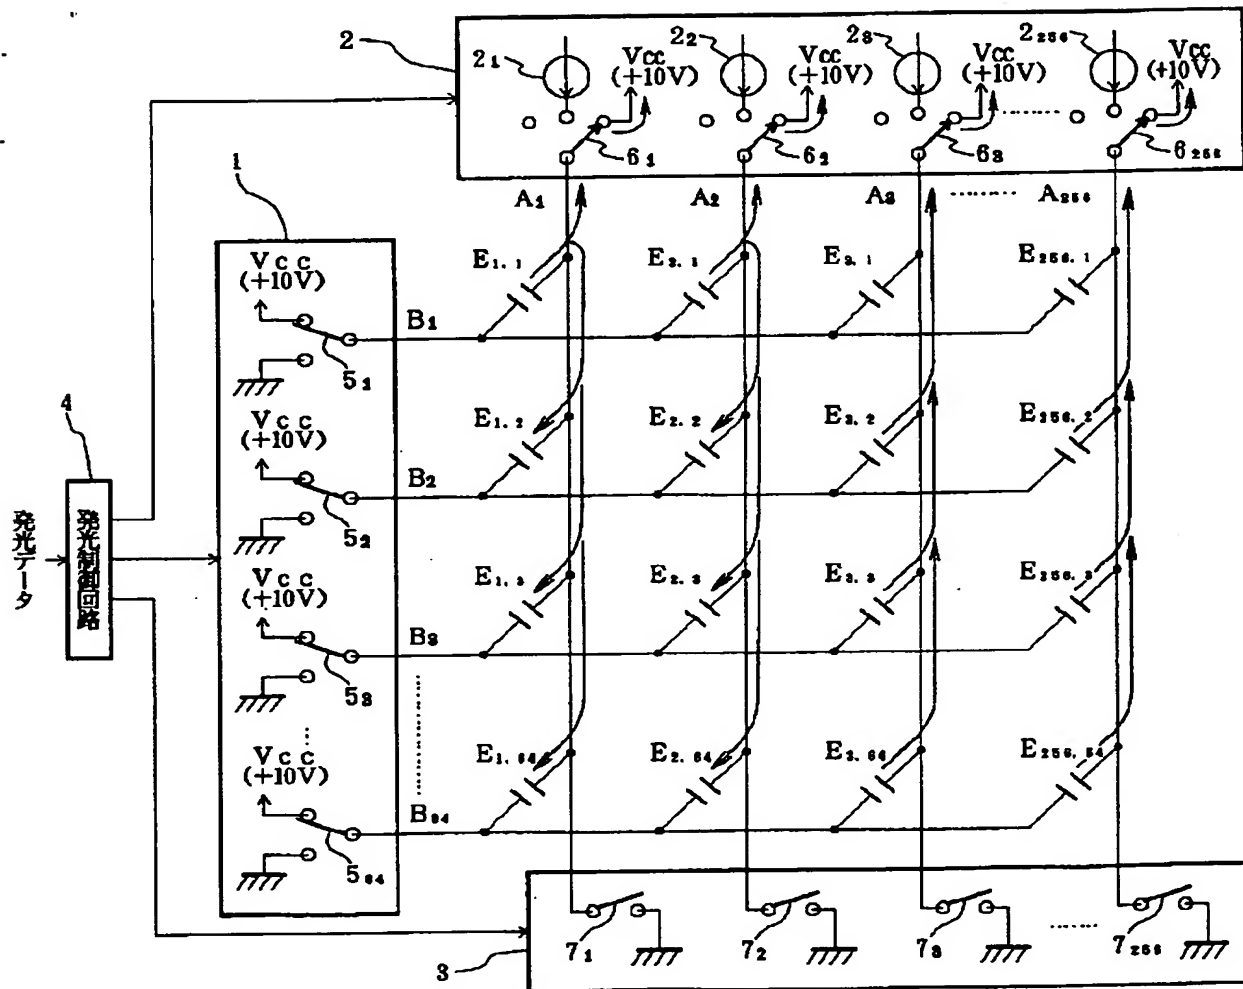 2
2₁
2₂
2₃
2₂₅₆
Vcc
(+10V)
Vcc
(+10V)
Vcc
(+10V)
Vcc
(+10V)
6₁
6₂
6₃
6₂₅₆
1
A₁
A₂
A₃
A₂₅₆
Vcc
(+10V)
E₁.₁
E₂.₁
E₃.₁
E₂₅₆.₁
B₁
5₁
4
Vcc
(+10V)
E₁.₂
E₂.₂
E₃.₂
E₂₅₆.₂
B₂
5₂
発光データ
発光制御回路
Vcc
(+10V)
E₁.₃
E₂.₃
E₃.₃
E₂₅₆.₃
B₃
5₃
Vcc
(+10V)
E₁.₆₄
E₂.₆₄
E₃.₆₄
E₂₅₆.₆₄
B₆₄
5₆₄
3
7₁
7₂
7₃
7₂₅₆